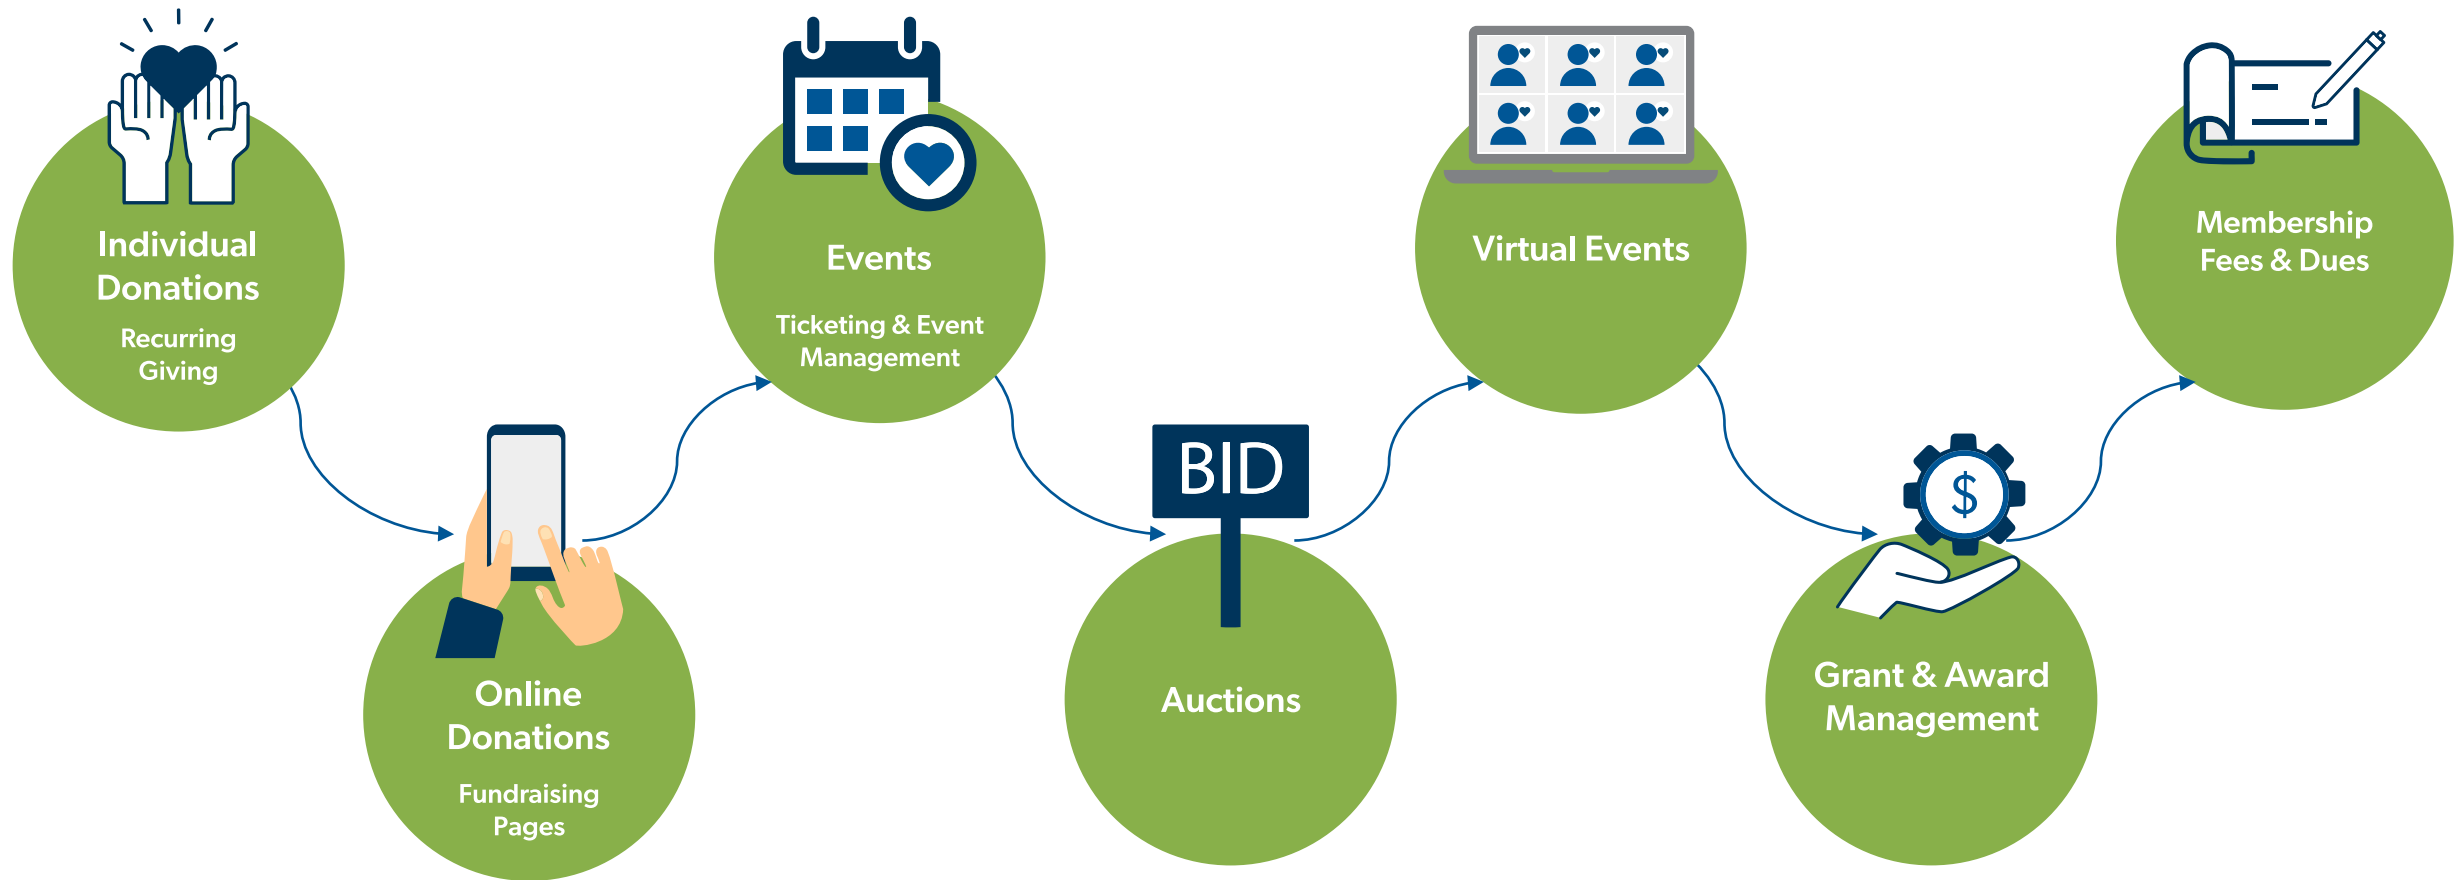 Individual
Donations
Recurring
Giving
Online
Donations
Fundraising
Pages
Events
Ticketing & Event
Management
BID
Auctions
Virtual Events
$
Grant & Award
Management
Membership
Fees & Dues